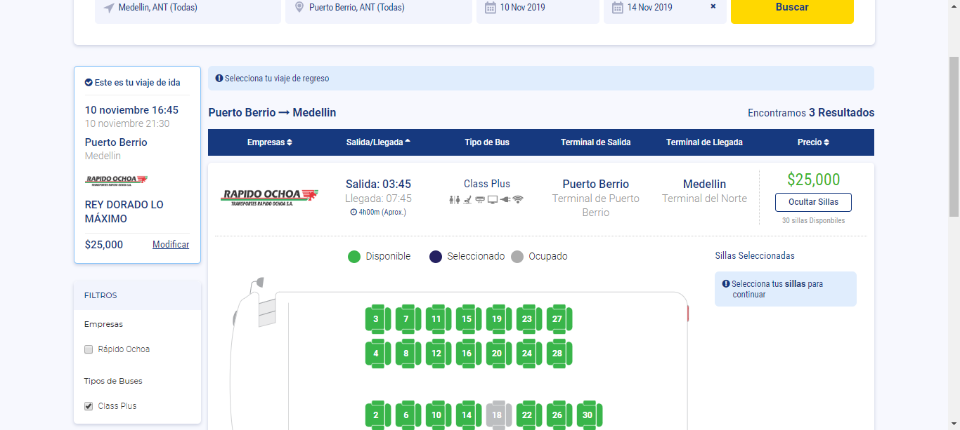 Medellin, ANT (Todas)
Puerto Berrio, ANT (Todas)
10 Nov 2019
14 Nov 2019
×
Buscar
Este es tu viaje de ida
10 noviembre 16:45
10 noviembre 21:30
Puerto Berrio
Medellin
RAPIDO OCHOA
REY DORADO LO
MÁXIMO
$25,000
Modificar
FILTROS
Empresas
Rápido Ochoa
Tipos de Buses
Class Plus
Selecciona tu viaje de regreso
Puerto Berrio → Medellin
Encontramos 3 Resultados
Empresas
Salida/Llegada
Tipo de Bus
Terminal de Salida
Terminal de Llegada
Precio
RAPIDO OCHOA
TRANSPORTES RAPIDO OCHOA S.A.
Salida: 03:45
Llegada: 07:45
4h00m (Aprox.)
Class Plus
Puerto Berrio
Terminal de Puerto
Berrio
Medellin
Terminal del Norte
$25,000
Ocultar Sillas
30 sillas Disponibles
Disponible
Seleccionado
Ocupado
Sillas Seleccionadas
Selecciona tus sillas para
continuar
3 7 11 15 19 23 27
4 8 12 16 20 24 28
2 6 10 14 18 22 26 30